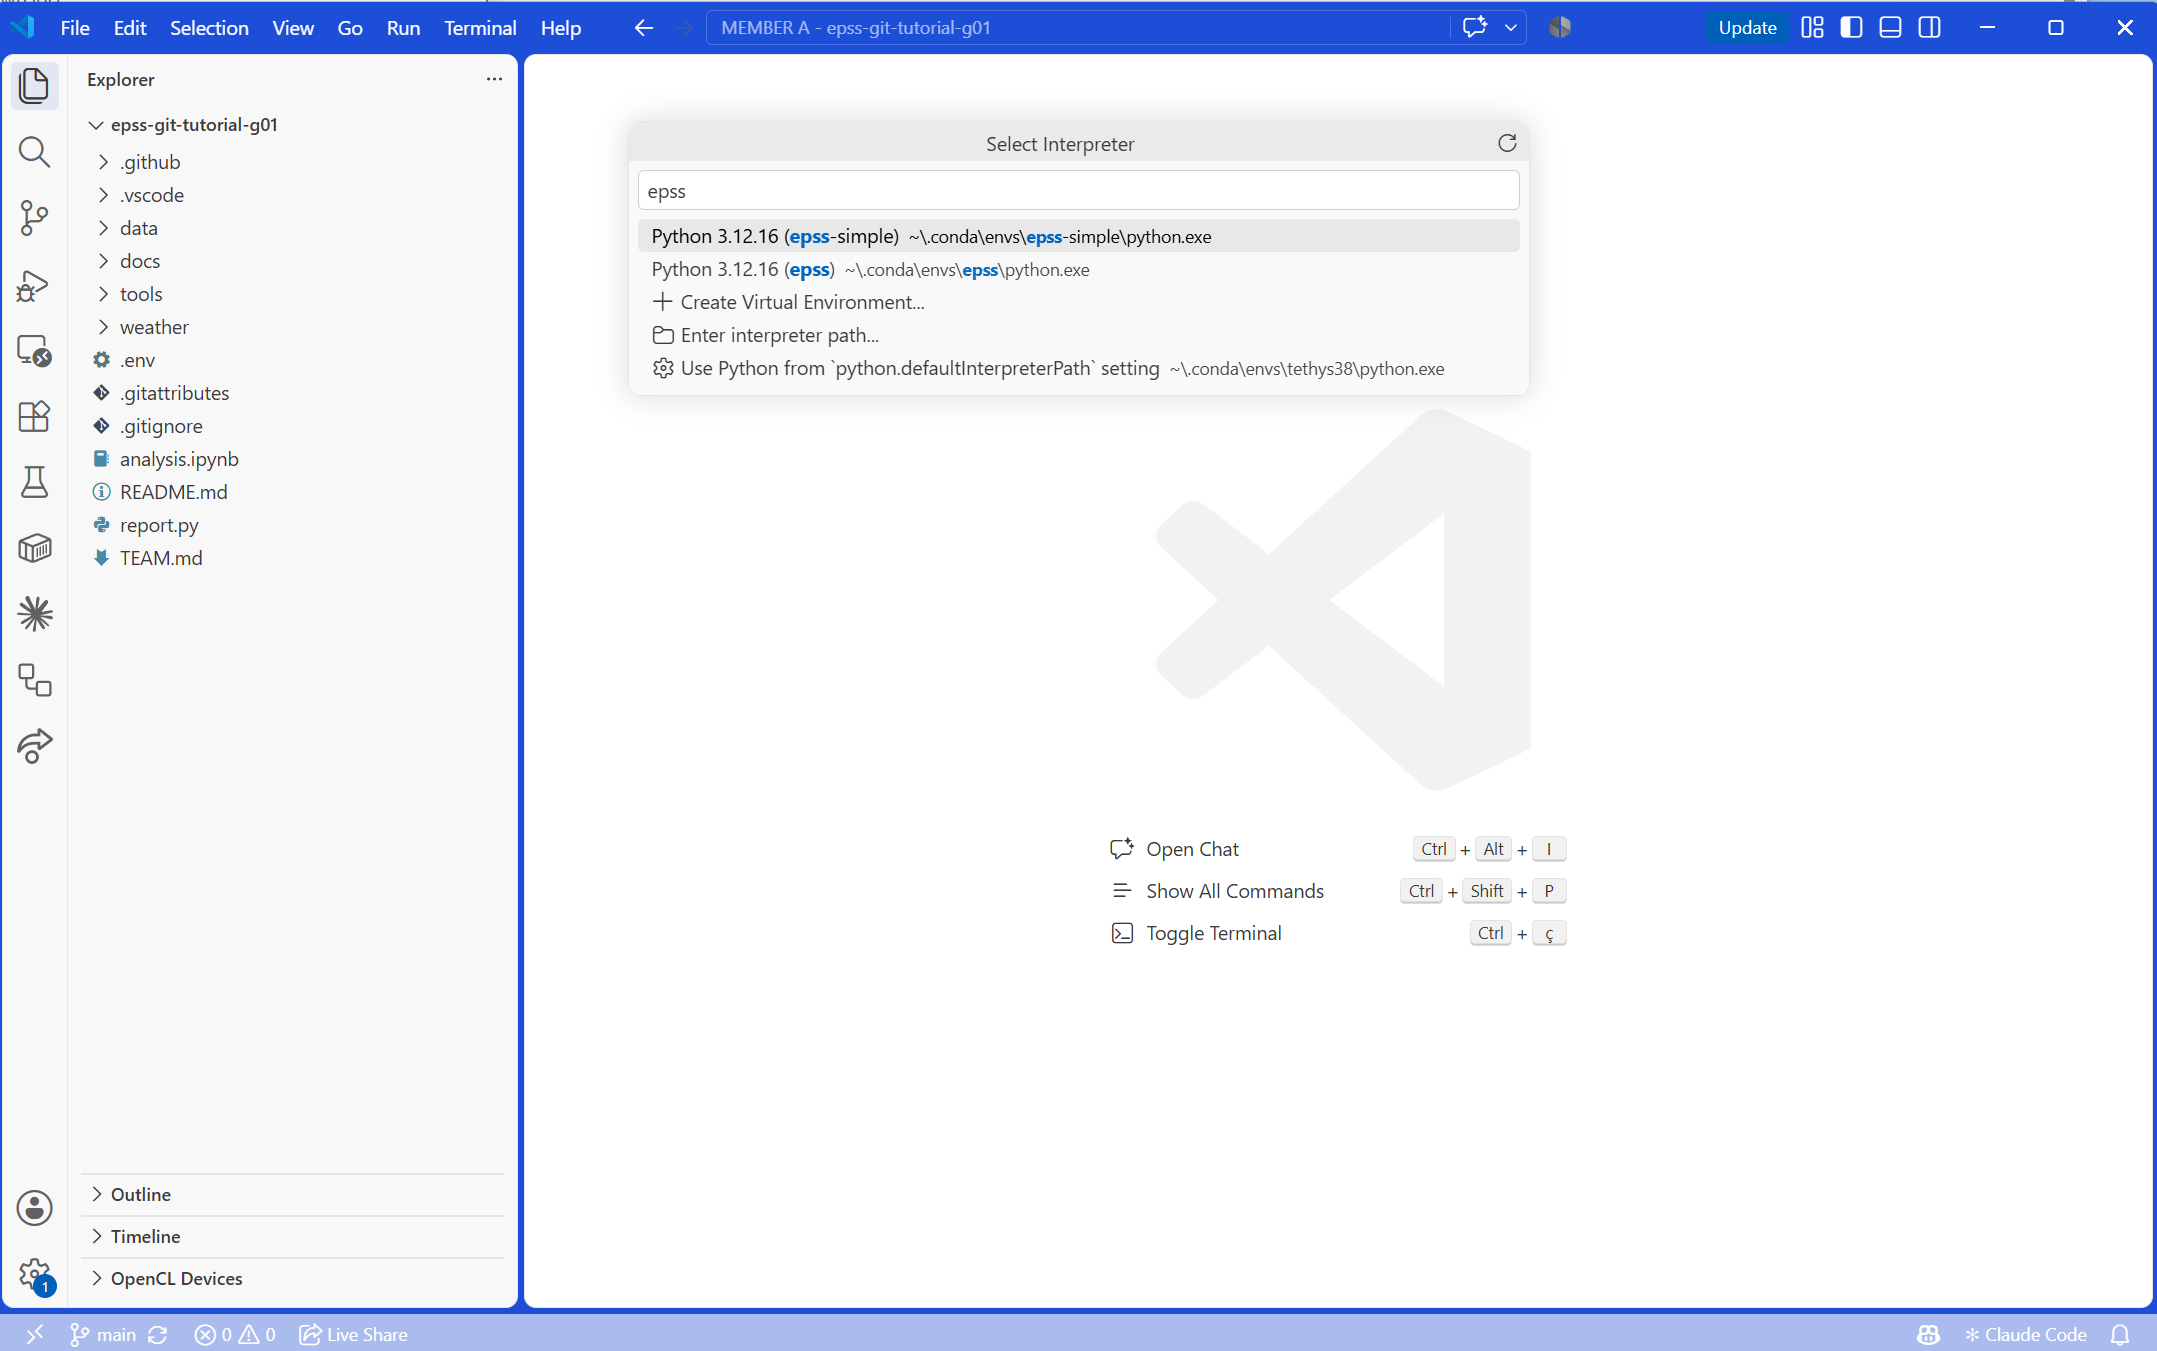 File Edit Selection View Go Run Terminal Help
MEMBER A - epss-git-tutorial-g01
Update
Explorer
epss-git-tutorial-g01
.github
.vscode
data
docs
tools
weather
.env
.gitattributes
.gitignore
analysis.ipynb
README.md
report.py
TEAM.md
Select Interpreter
epss
Python 3.12.16 (epss-simple) ~\.conda\envs\epss-simple\python.exe
Python 3.12.16 (epss) ~\.conda\envs\epss\python.exe
Create Virtual Environment...
Enter interpreter path...
Use Python from `python.defaultInterpreterPath` setting ~\.conda\envs\tethys38\python.exe
Open Chat Ctrl + Alt + I
Show All Commands Ctrl + Shift + P
Toggle Terminal Ctrl + ç
Outline
Timeline
OpenCL Devices
1
main 0 0 Live Share
Claude Code